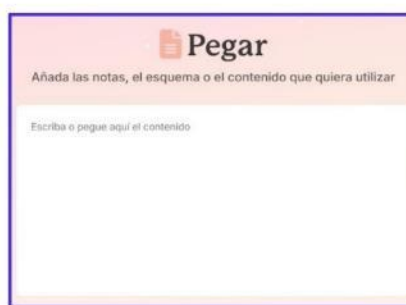 Pegar
Añada las notas, el esquema o el contenido que quiera utilizar
Escriba o pegue aquí el contenido